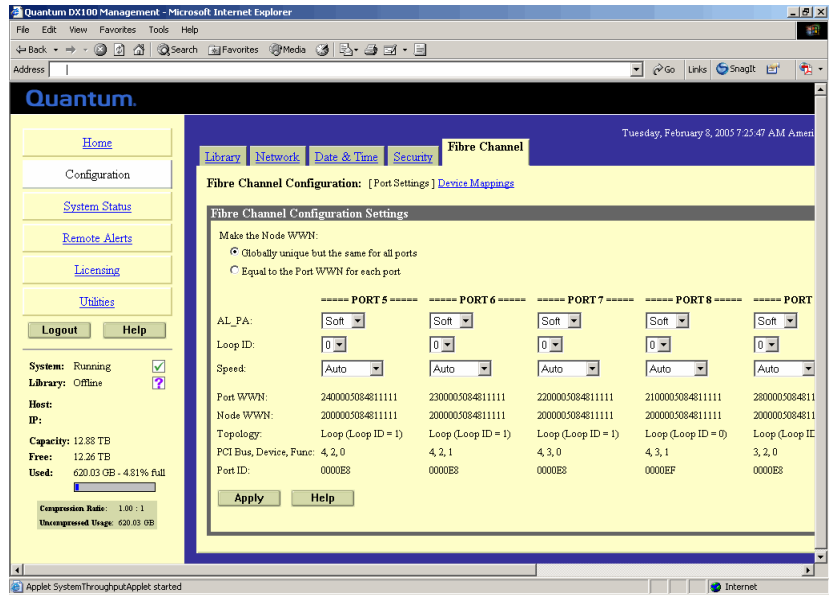 Quantum DX100 Management - Microsoft Internet Explorer
File Edit View Favorites Tools Help
Back Search Favorites Media
Address Go Links SnagIt
Quantum.
Tuesday, February 8, 2005 7:25:47 AM Ameri
Home
Configuration
System Status
Remote Alerts
Licensing
Utilities
Logout Help
System: Running
Library: Offline
Host:
IP:
Capacity: 12.88 TB
Free: 12.26 TB
Used: 620.03 GB - 4.81% full
Compression Ratio: 1.00 : 1
Uncompressed Usage: 620.03 GB
Library Network Date & Time Security Fibre Channel
Fibre Channel Configuration: [ Port Settings ] Device Mappings
Fibre Channel Configuration Settings
Make the Node WWN:
Globally unique but the same for all ports
Equal to the Port WWN for each port
===== PORT 5 ===== ===== PORT 6 ===== ===== PORT 7 ===== ===== PORT 8 ===== ===== PORT
AL_PA: Soft Soft Soft Soft Soft
Loop ID: 0 0 0 0 0
Speed: Auto Auto Auto Auto Auto
Port WWN: 2400005084811111 2300005084811111 2200005084811111 2100005084811111 2800005084811
Node WWN: 2000005084811111 2000005084811111 2000005084811111 2000005084811111 2000005084811
Topology: Loop (Loop ID = 1) Loop (Loop ID = 1) Loop (Loop ID = 1) Loop (Loop ID = 0) Loop (Loop ID
PCI Bus, Device, Func: 4, 2, 0 4, 2, 1 4, 3, 0 4, 3, 1 3, 2, 0
Port ID: 0000E8 0000E8 0000E8 0000EF 0000E8
Apply Help
Applet SystemThroughputApplet started Internet